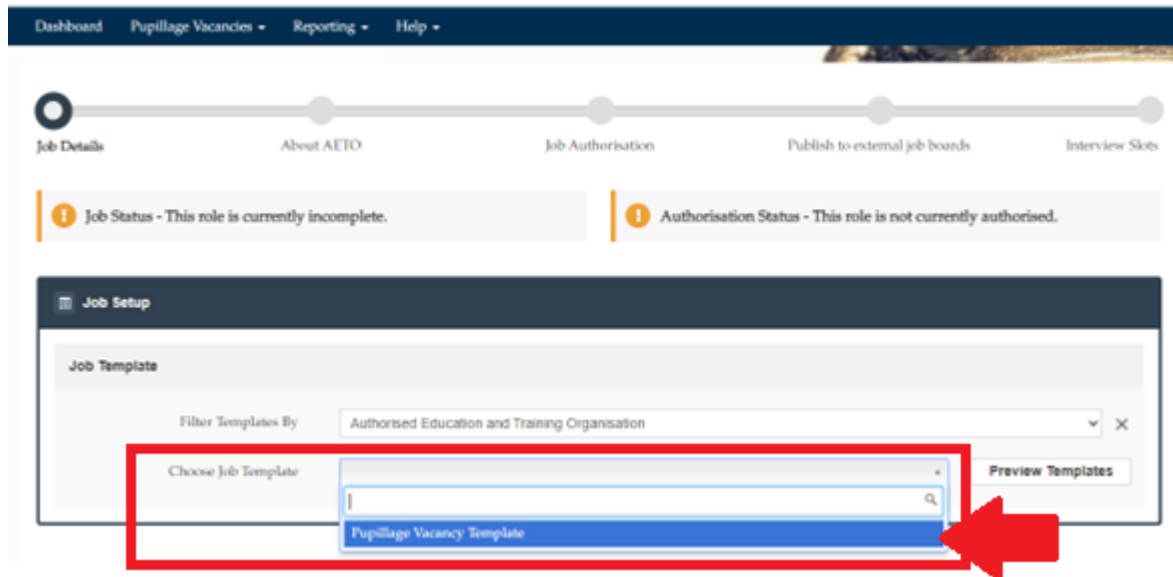 Dashboard Pupillage Vacancies Reporting Help
Job Details About AETO Job Authorisation Publish to external job boards Interview Slots
Job Status - This role is currently incomplete. Authorisation Status - This role is not currently authorised.
Job Setup
Job Template
Filter Templates By Authorised Education and Training Organisation
Choose Job Template Preview Templates
Pupillage Vacancy Template